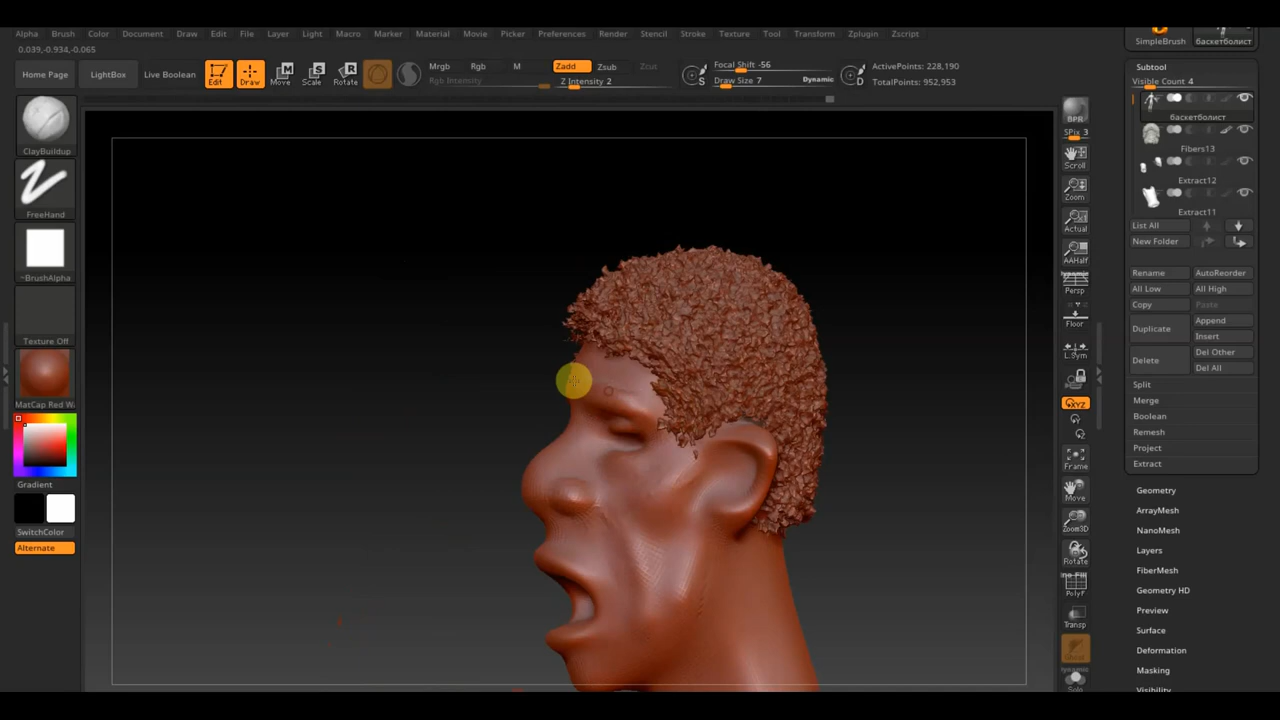 Alpha Brush Color Document Draw Edit File Layer Light Macro Marker Material Movie Picker Preferences Render Stencil Stroke Texture Tool Transform Zplugin Zscript
0.039,-0.934,-0.065
Home Page
LightBox
Live Boolean
Edit
Draw
Move
Scale
Rotate
Mrgb
Rgb
M
Rgb Intensity
Zadd
Zsub
Zcut
Z Intensity 2
S
Focal Shift -56
Draw Size 7
Dynamic
D
ActivePoints: 228,190
TotalPoints: 952,953
ClayBuildup
FreeHand
~BrushAlpha
Texture Off
MatCap Red W
Gradient
SwitchColor
Alternate
BPR
SPix 3
Scroll
Zoom
Actual
AAHalf
Dynamic
Persp
Floor
L.Sym
XYZ
Y
Z
Frame
Move
Zoom3D
Rotate
PolyF
Transp
Dynamic
Solo
SimpleBrush
баскетболист
Subtool
Visible Count 4
баскетболист
Fibers13
Extract12
Extract11
List All
New Folder
Rename
AutoReorder
All Low
All High
Copy
Paste
Duplicate
Append
Insert
Delete
Del Other
Del All
Split
Merge
Boolean
Remesh
Project
Extract
Geometry
ArrayMesh
NanoMesh
Layers
FiberMesh
Geometry HD
Preview
Surface
Deformation
Masking
Visibility